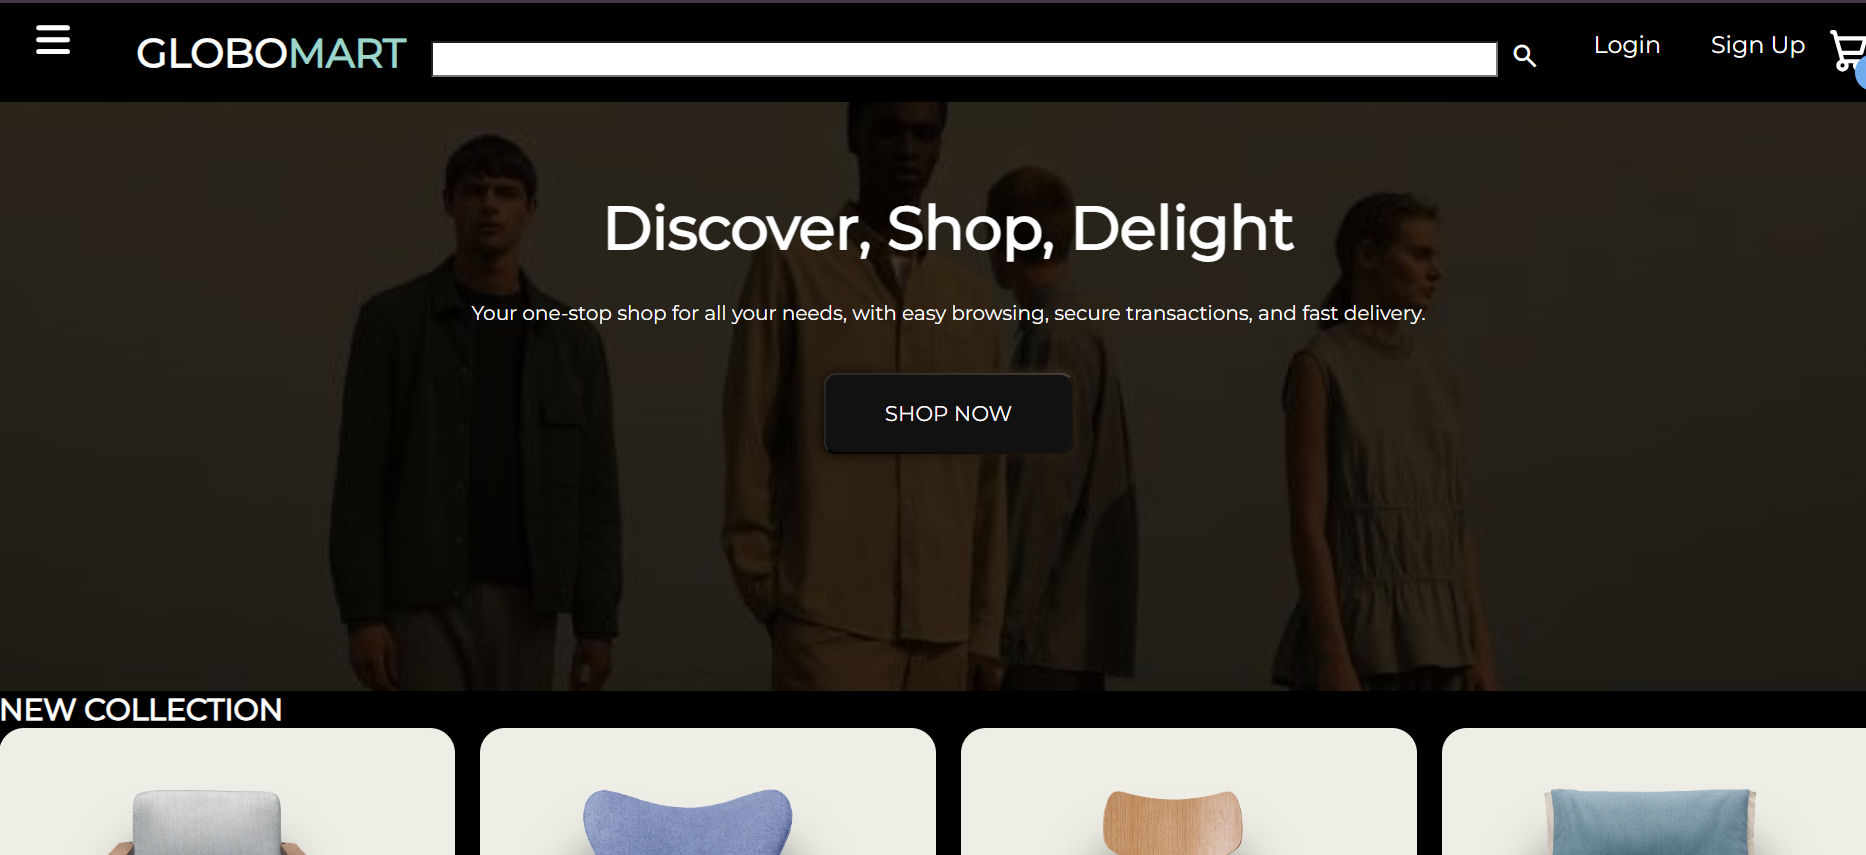 GLOBOMART
Login
Sign Up
Discover, Shop, Delight
Your one-stop shop for all your needs, with easy browsing, secure transactions, and fast delivery.
SHOP NOW
NEW COLLECTION